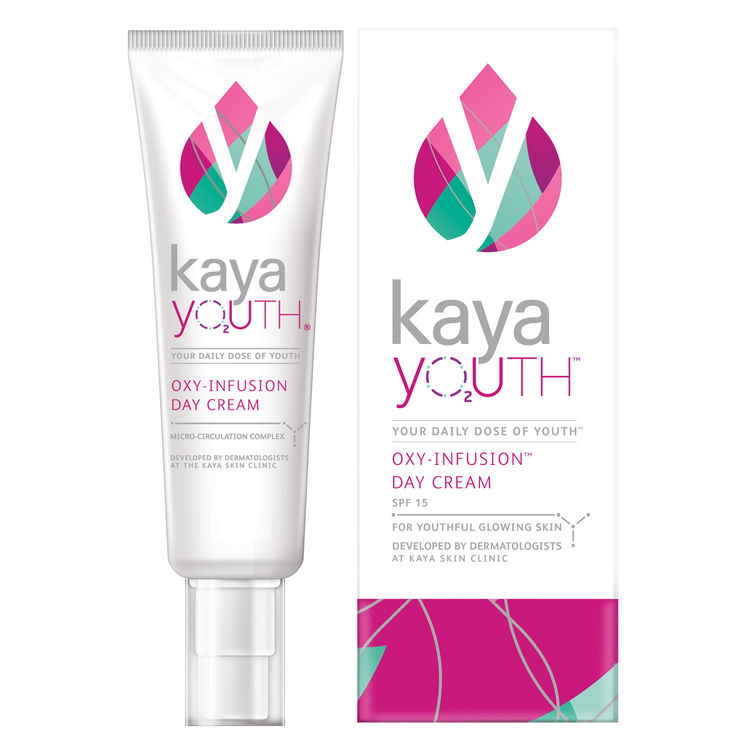 y
kaya
YO₂UTH®
YOUR DAILY DOSE OF YOUTH
OXY-INFUSION
DAY CREAM
MICRO-CIRCULATION COMPLEX
DEVELOPED BY DERMATOLOGISTS
AT THE KAYA SKIN CLINIC
y
kaya
yO₂UTH™
YOUR DAILY DOSE OF YOUTH™
OXY-INFUSION™
DAY CREAM
SPF 15
FOR YOUTHFUL GLOWING SKIN
DEVELOPED BY DERMATOLOGISTS
AT KAYA SKIN CLINIC